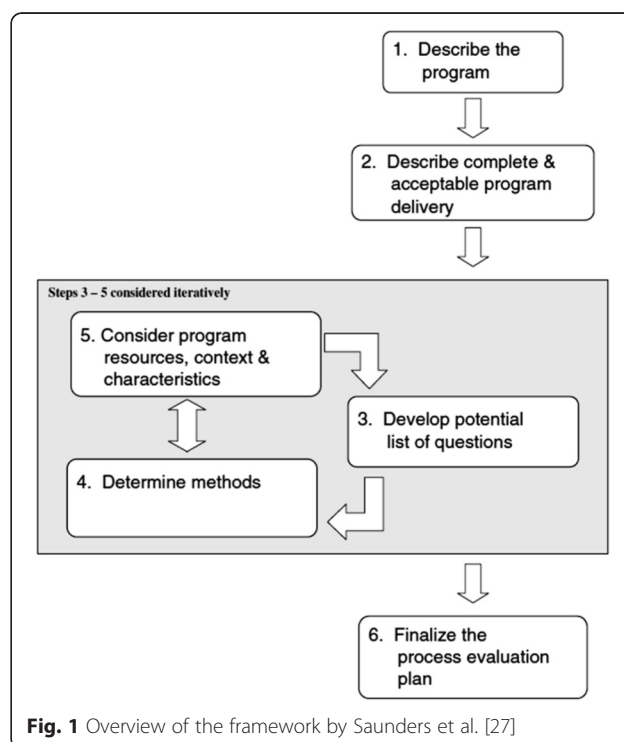 1. Describe the
program
2. Describe complete &
acceptable program
delivery
Steps 3 – 5 considered iteratively
5. Consider program
resources, context &
characteristics
3. Develop potential
list of questions
4. Determine methods
6. Finalize the
process evaluation
plan
Fig. 1 Overview of the framework by Saunders et al. [27]